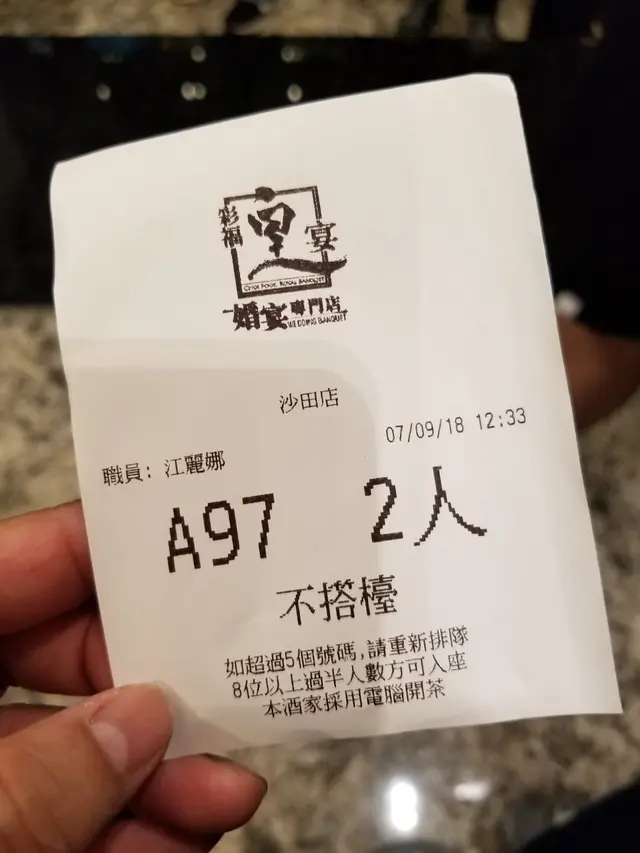 彩福皇宴
CHOI FOOK ROYAL BANQUET
婚宴專門店
WEDDING BANQUET
沙田店
07/09/18 12:33
職員: 江麗娜
A97 2人
不搭檯
如超過5個號碼,請重新排隊
8位以上過半人數方可入座
本酒家採用電腦開茶